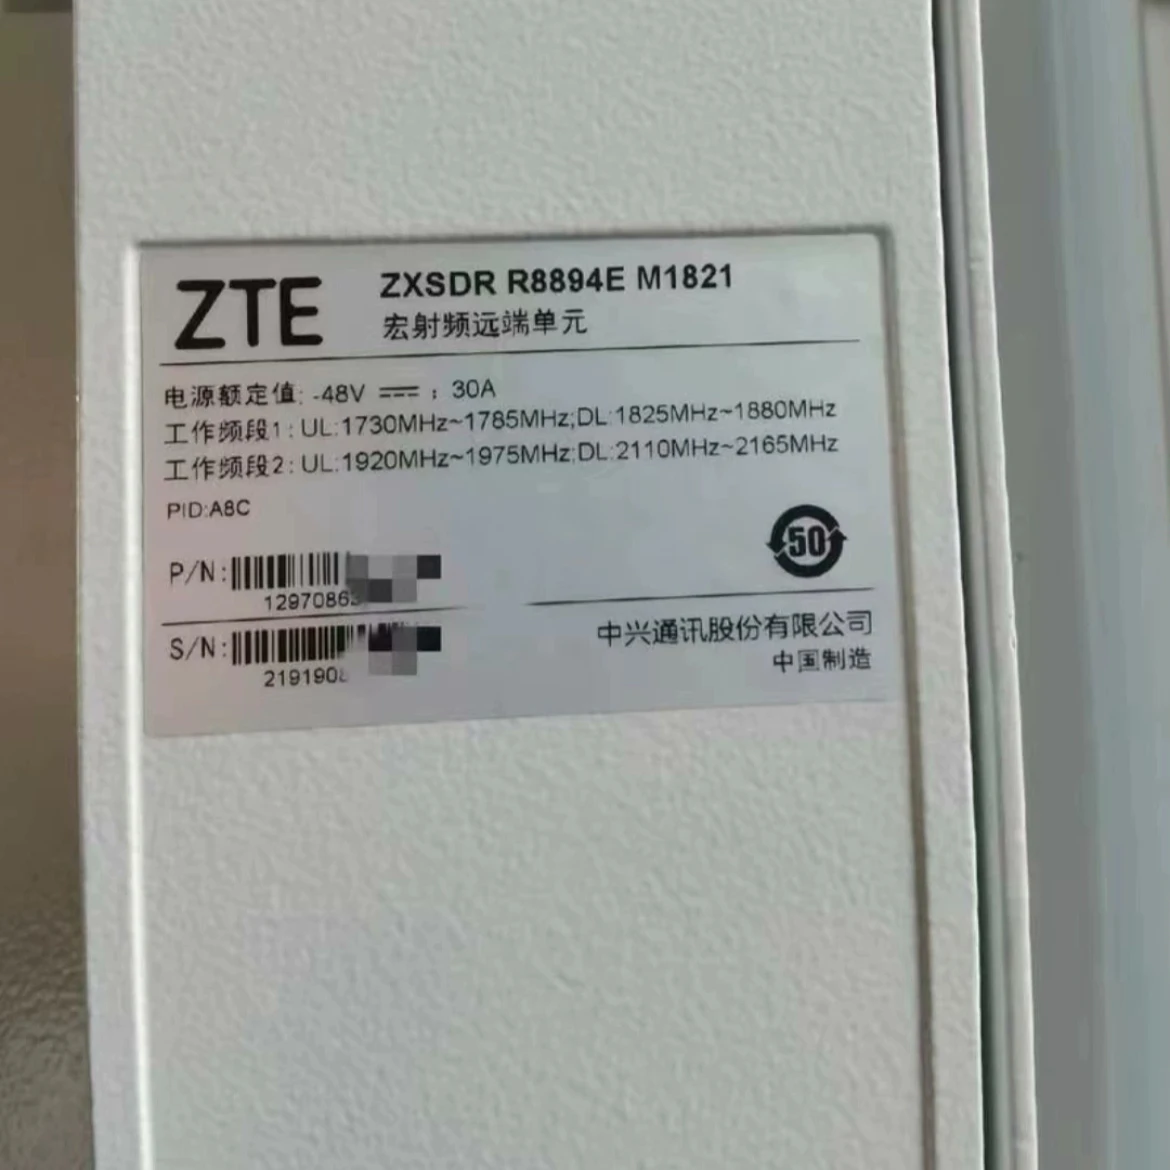 ZTE
ZXSDR R8894E M1821
宏射频远端单元
电源额定值: -48V ⎓ ; 30A
工作频段1: UL:1730MHz~1785MHz;DL:1825MHz~1880MHz
工作频段2: UL:1920MHz~1975MHz;DL:2110MHz~2165MHz
PID:A8C
50
P/N:
12970863
S/N:
219190
中兴通讯股份有限公司
中国制造